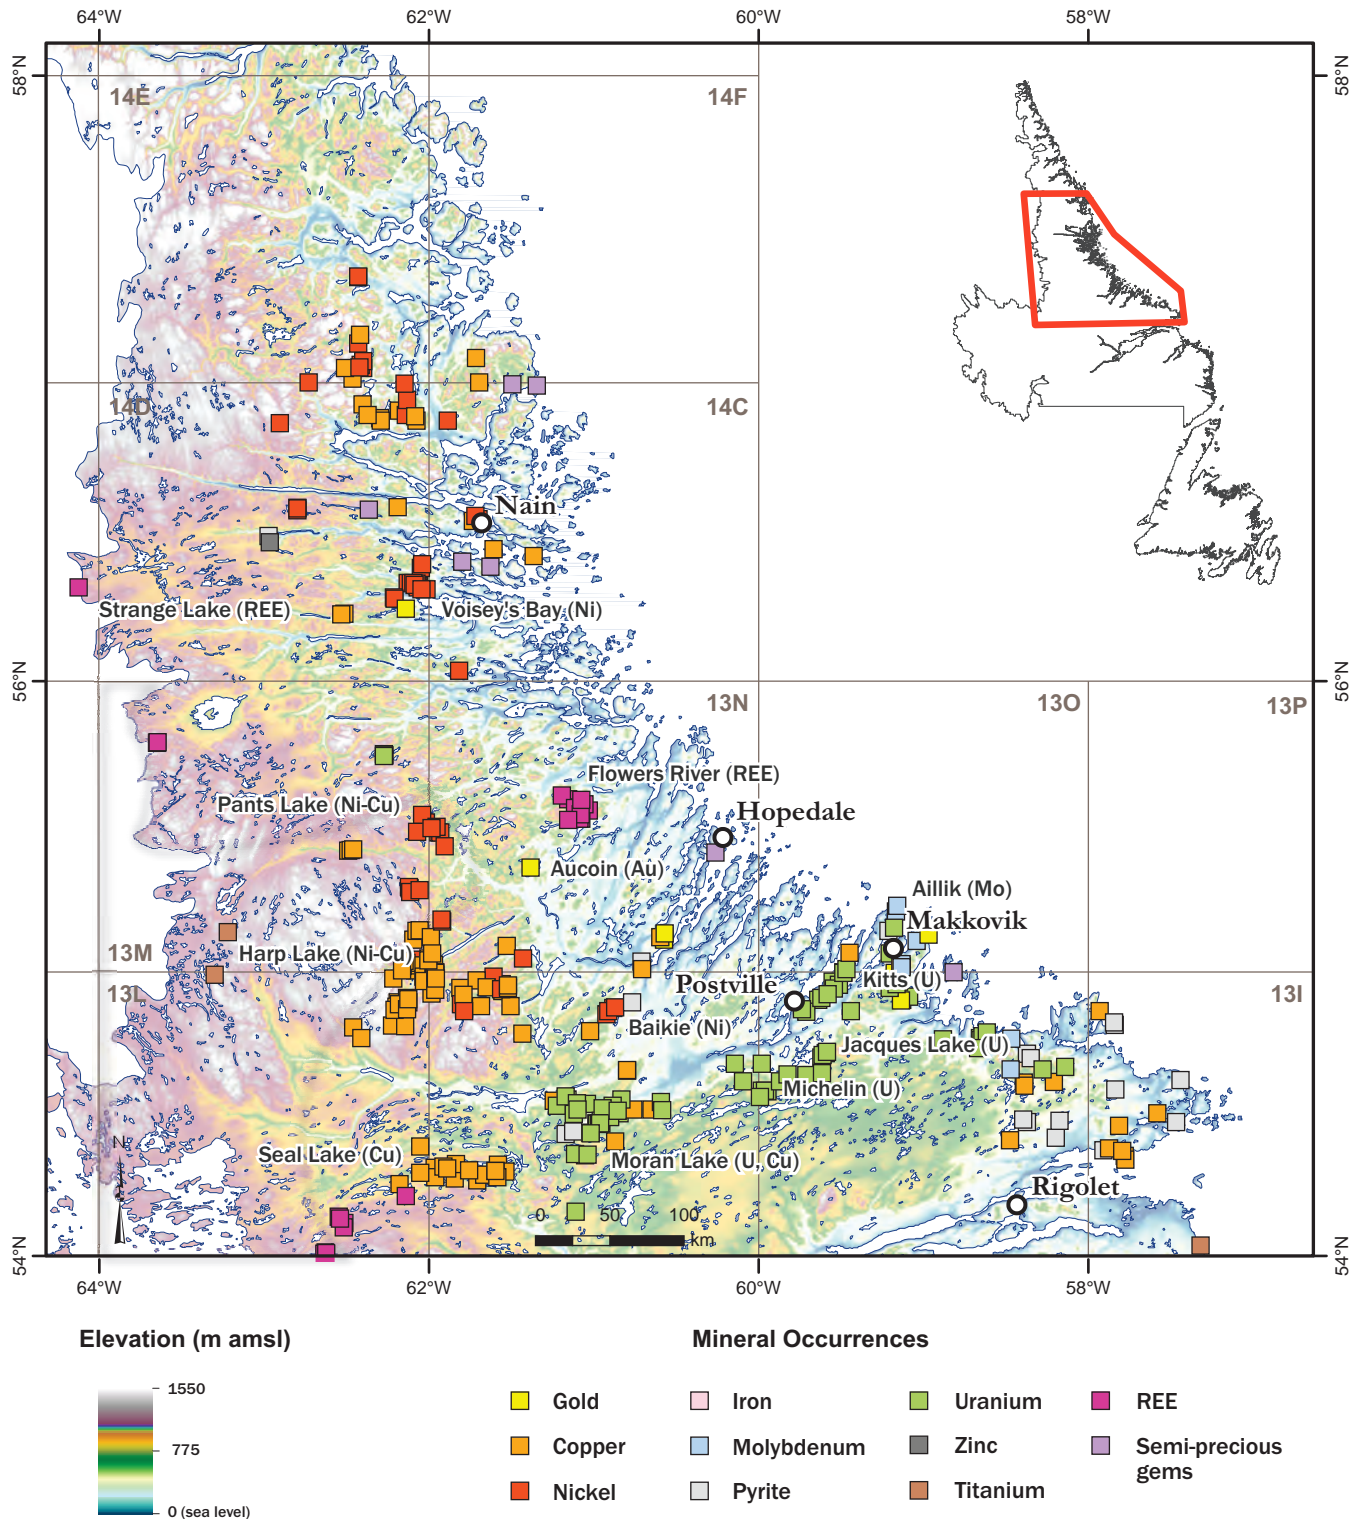 64°W 62°W 60°W 58°W
58°N 58°N
14E 14F
14D 14C
Nain
Strange Lake (REE) Voisey's Bay (Ni)
56°N 56°N
13N 13O 13P
Flowers River (REE)
Pants Lake (Ni-Cu)
Hopedale
Aucoin (Au)
Aillik (Mo)
Makkovik
13M Harp Lake (Ni-Cu)
Kitts (U)
Postville
13L 13I
Baikie (Ni)
Jacques Lake (U)
Michelin (U)
N
Seal Lake (Cu) Moran Lake (U, Cu)
Rigolet
0 50 100
km
54°N 54°N
64°W 62°W 60°W 58°W
Elevation (m amsl) Mineral Occurrences
1550
775
0 (sea level)
Gold Iron Uranium REE
Copper Molybdenum Zinc Semi-precious
gems
Nickel Pyrite Titanium